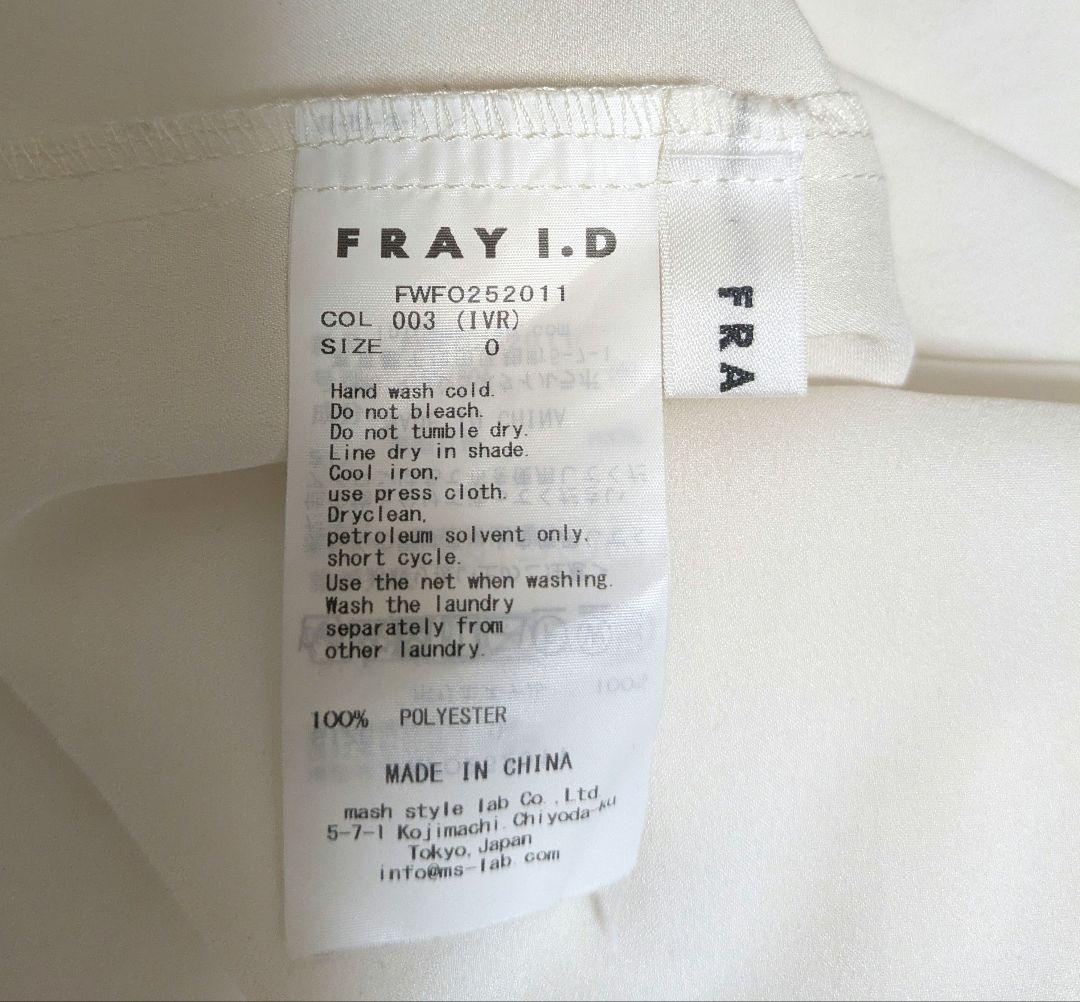 FRAY I.D
FWFO252011
COL 003 (IVR)
SIZE 0
Hand wash cold.
Do not bleach.
Do not tumble dry.
Line dry in shade.
Cool iron,
use press cloth.
Dryclean,
petroleum solvent only,
short cycle.
Use the net when washing.
Wash the laundry
separately from
other laundry.
100% POLYESTER
MADE IN CHINA
mash style lab Co.,Ltd.
5-7-1 Kojimachi Chiyoda-ku
Tokyo, Japan
info@ms-lab.com
FRA